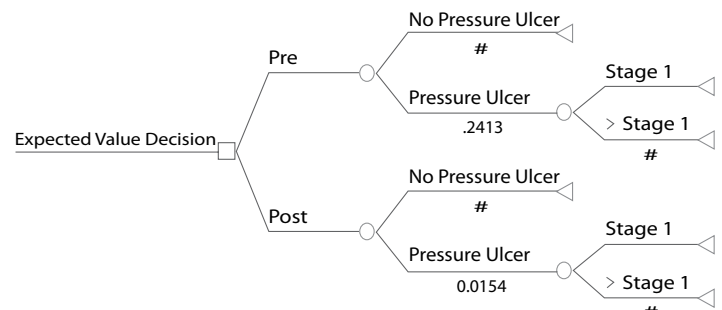 No Pressure Ulcer
#
Pre
Stage 1
Pressure Ulcer
.2413
> Stage 1
#
Expected Value Decision
No Pressure Ulcer
#
Post
Stage 1
Pressure Ulcer
0.0154
> Stage 1
#